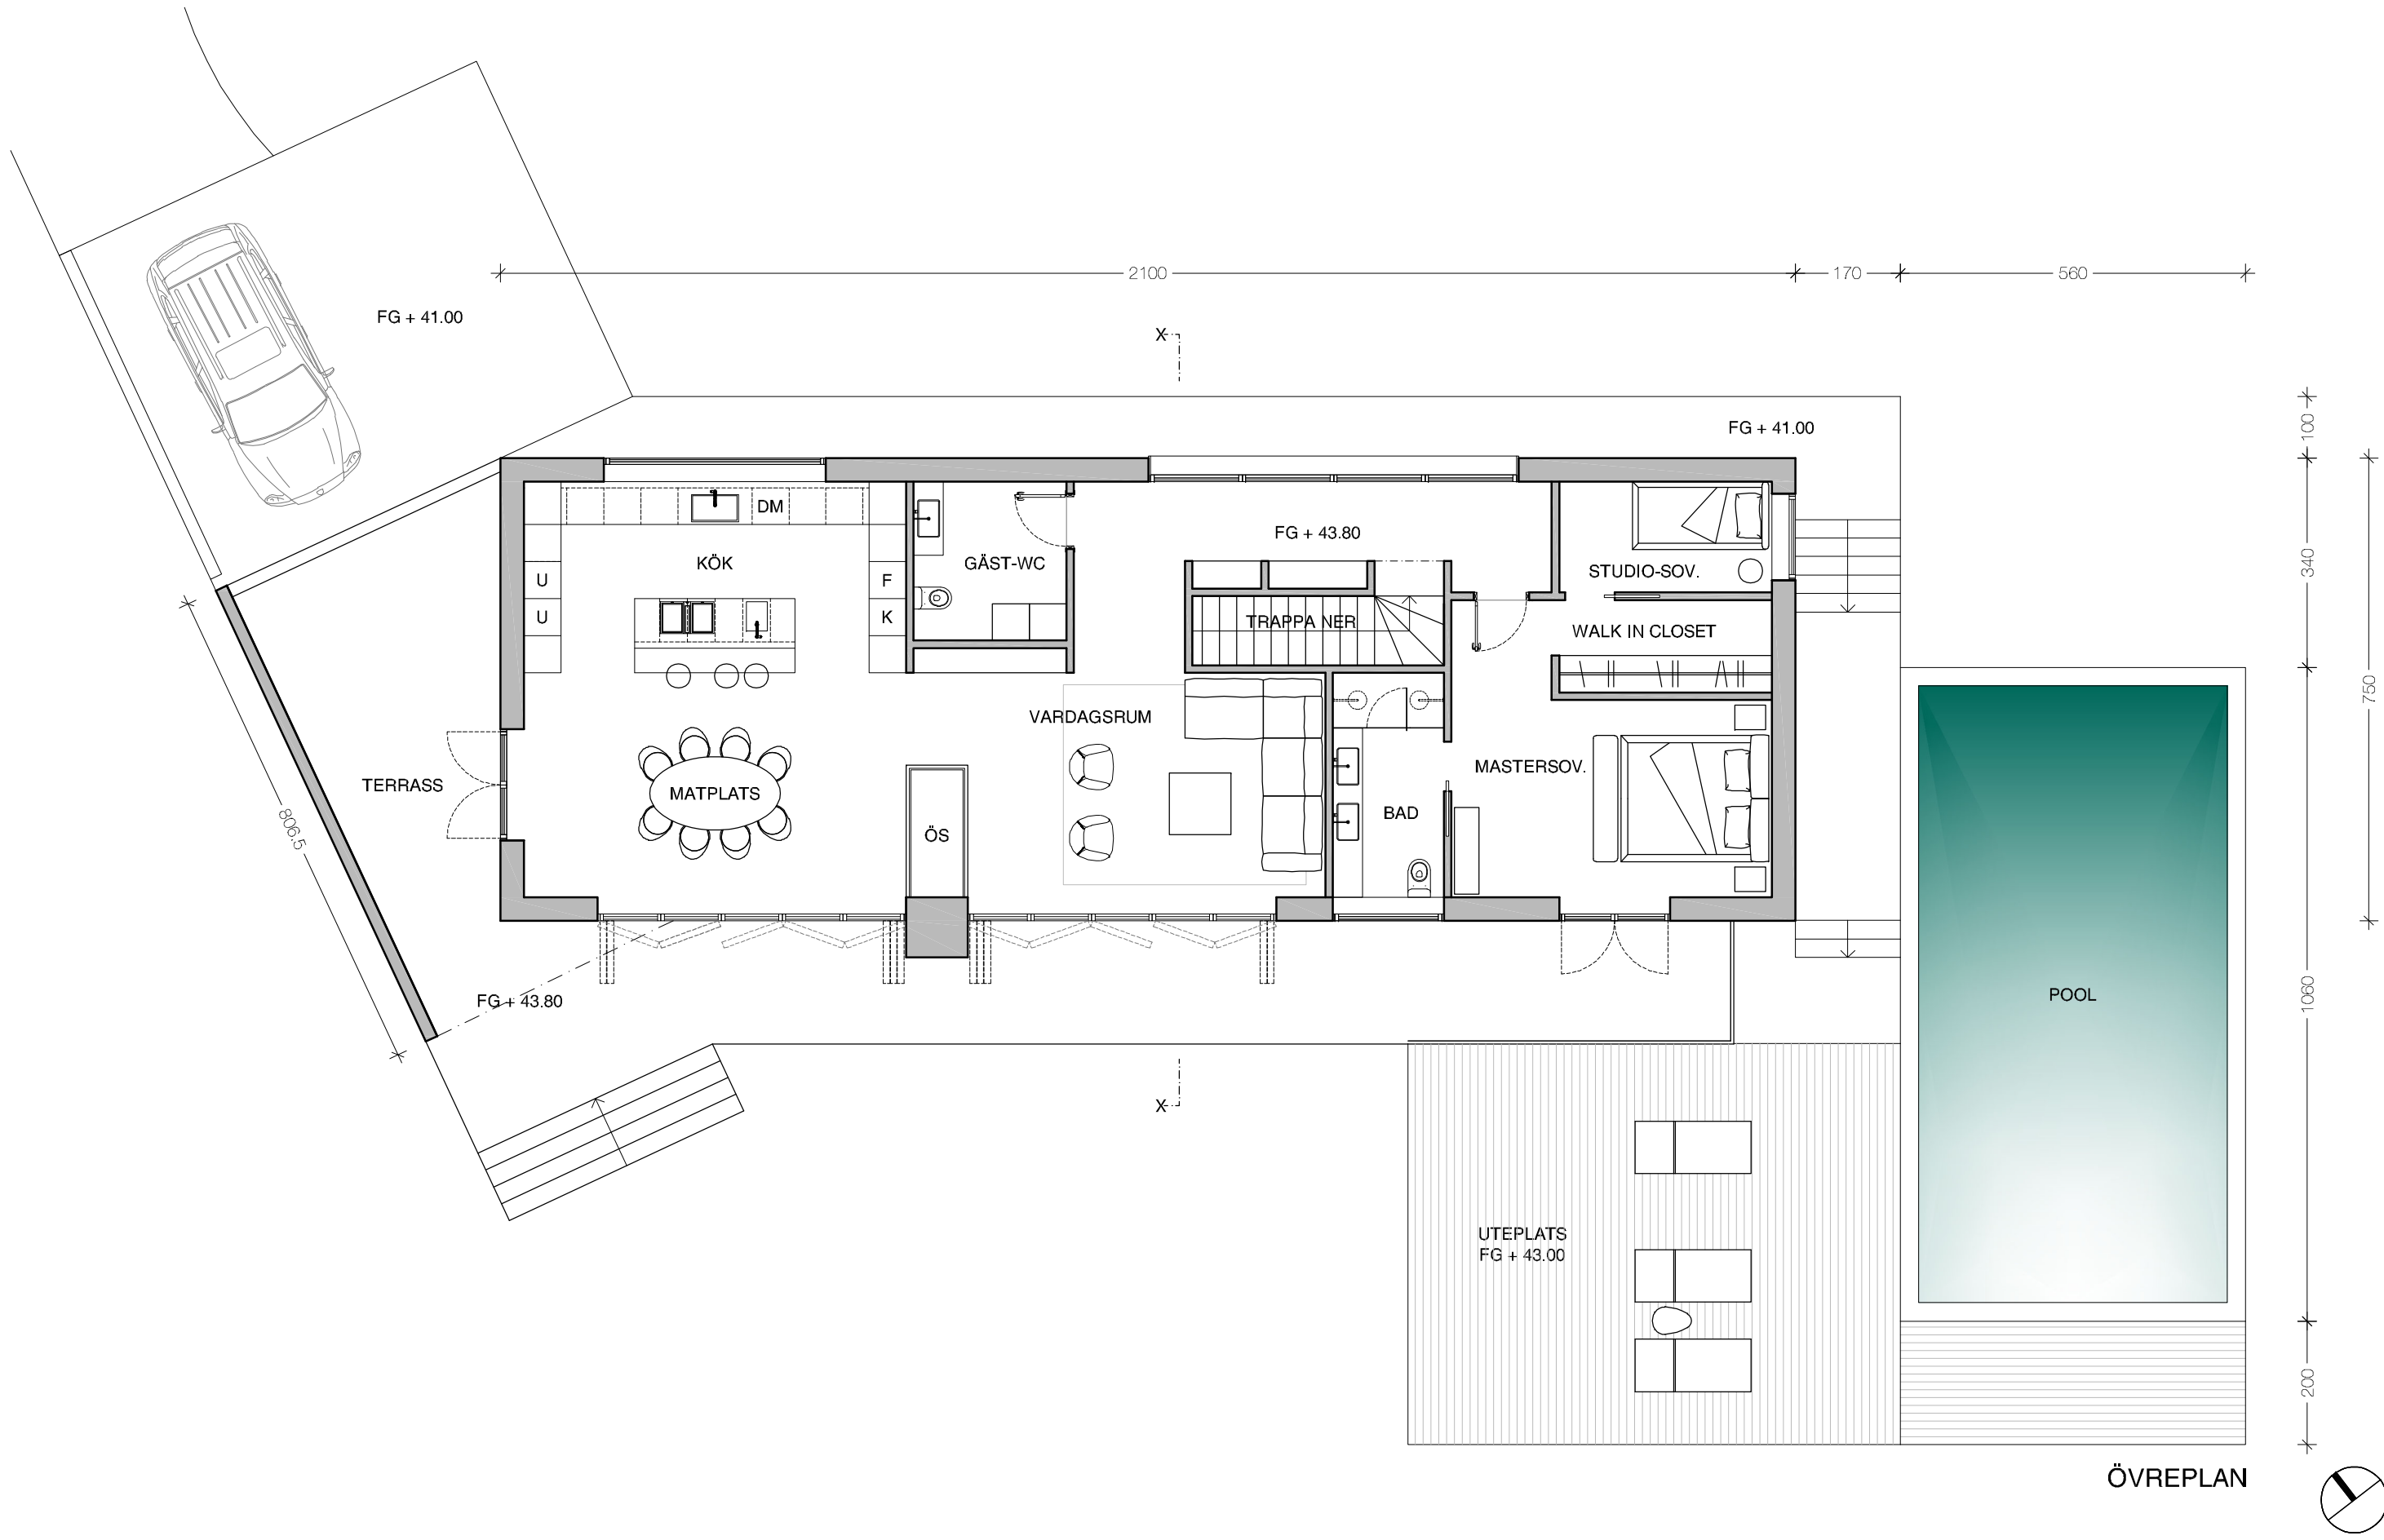 2100
170
560
FG + 41.00
X
100
FG + 41.00
DM
FG + 43.80
KÖK
GÄST-WC
STUDIO-SOV.
340
U
F
U
K
TRAPPA NER
WALK IN CLOSET
750
VARDAGSRUM
TERRASS
MATPLATS
MASTERSOV.
806.5
ÖS
BAD
POOL
FG + 43.80
1060
X
UTEPLATS
FG + 43.00
200
ÖVREPLAN